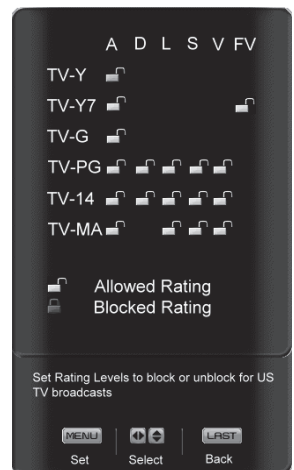 A D L S V FV
TV-Y
TV-Y7
TV-G
TV-PG
TV-14
TV-MA
Allowed Rating
Blocked Rating
Set Rating Levels to block or unblock for US
TV broadcasts
MENU LAST
Set Select Back